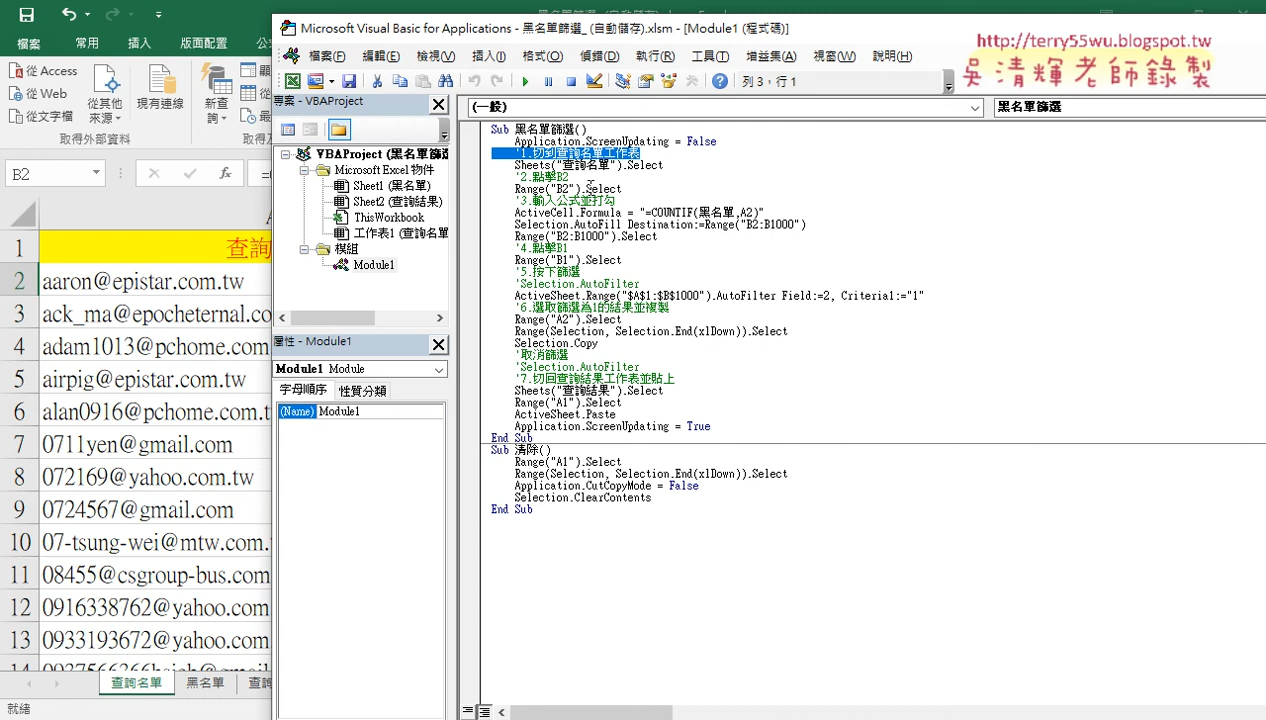 Microsoft Visual Basic for Applications - 黑名單篩選_(自動儲存).xlsm - [Module1 (程式碼)]
http://terry55wu.blogspot.tw
吳清輝老師錄製
檔案 常用 插入 版面配置
檔案(F) 編輯(E) 檢視(V) 插入(I) 格式(O) 偵錯(D) 執行(R) 工具(T) 增益集(A) 視窗(W) 說明(H)
從 Access
從 Web
從文字檔
從其他
來源
現有連線
新查
詢
取得外部資料
列 3，行 1
專案 - VBAProject
(一般)
黑名單篩選
VBAProject (黑名單篩
Microsoft Excel 物件
Sheet1 (黑名單)
Sheet2 (查詢結果)
ThisWorkbook
工作表1 (查詢名單
模組
Module1
屬性 - Module1
Module1 Module
字母順序 性質分類
(Name) Module1
Sub 黑名單篩選()
Application.ScreenUpdating = False
'1.切到查詢名單工作表
Sheets("查詢名單").Select
'2.點擊B2
Range("B2").Select
'3.輸入公式並打勾
ActiveCell.Formula = "=COUNTIF(黑名單,A2)"
Selection.AutoFill Destination:=Range("B2:B1000")
Range("B2:B1000").Select
'4.點擊B1
Range("B1").Select
'5.按下篩選
'Selection.AutoFilter
ActiveSheet.Range("$A$1:$B$1000").AutoFilter Field:=2, Criteria1:="1"
'6.選取篩選為1的結果並複製
Range("A2").Select
Range(Selection, Selection.End(xlDown)).Select
Selection.Copy
'取消篩選
'Selection.AutoFilter
'7.切回查詢結果工作表並貼上
Sheets("查詢結果").Select
Range("A1").Select
ActiveSheet.Paste
Application.ScreenUpdating = True
End Sub
Sub 清除()
Range("A1").Select
Range(Selection, Selection.End(xlDown)).Select
Application.CutCopyMode = False
Selection.ClearContents
End Sub
B2
fx
1 查詢
2 aaron@epistar.com.tw
3 ack_ma@epocheternal.co
4 adam1013@pchome.com
5 airpig@epistar.com.tw
6 alan0916@pchome.com.t
7 0711yen@gmail.com
8 072169@yahoo.com.tw
9 0724567@gmail.com
10 07-tsung-wei@mtw.com.
11 08455@csgroup-bus.com
12 0916338762@yahoo.com
13 0933193672@yahoo.com
查詢名單 黑名單 查詢
就緒